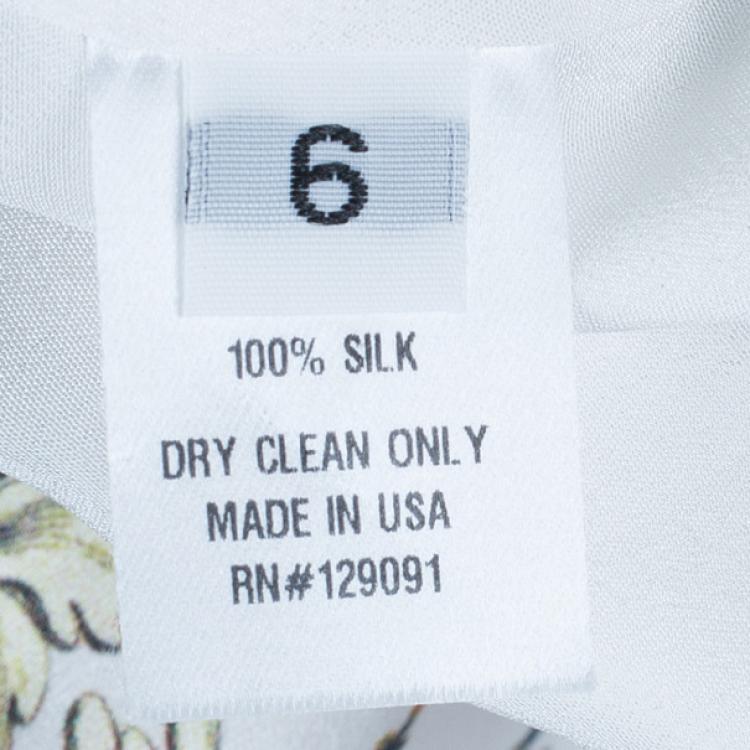 6
100% SILK
DRY CLEAN ONLY
MADE IN USA
RN#129091